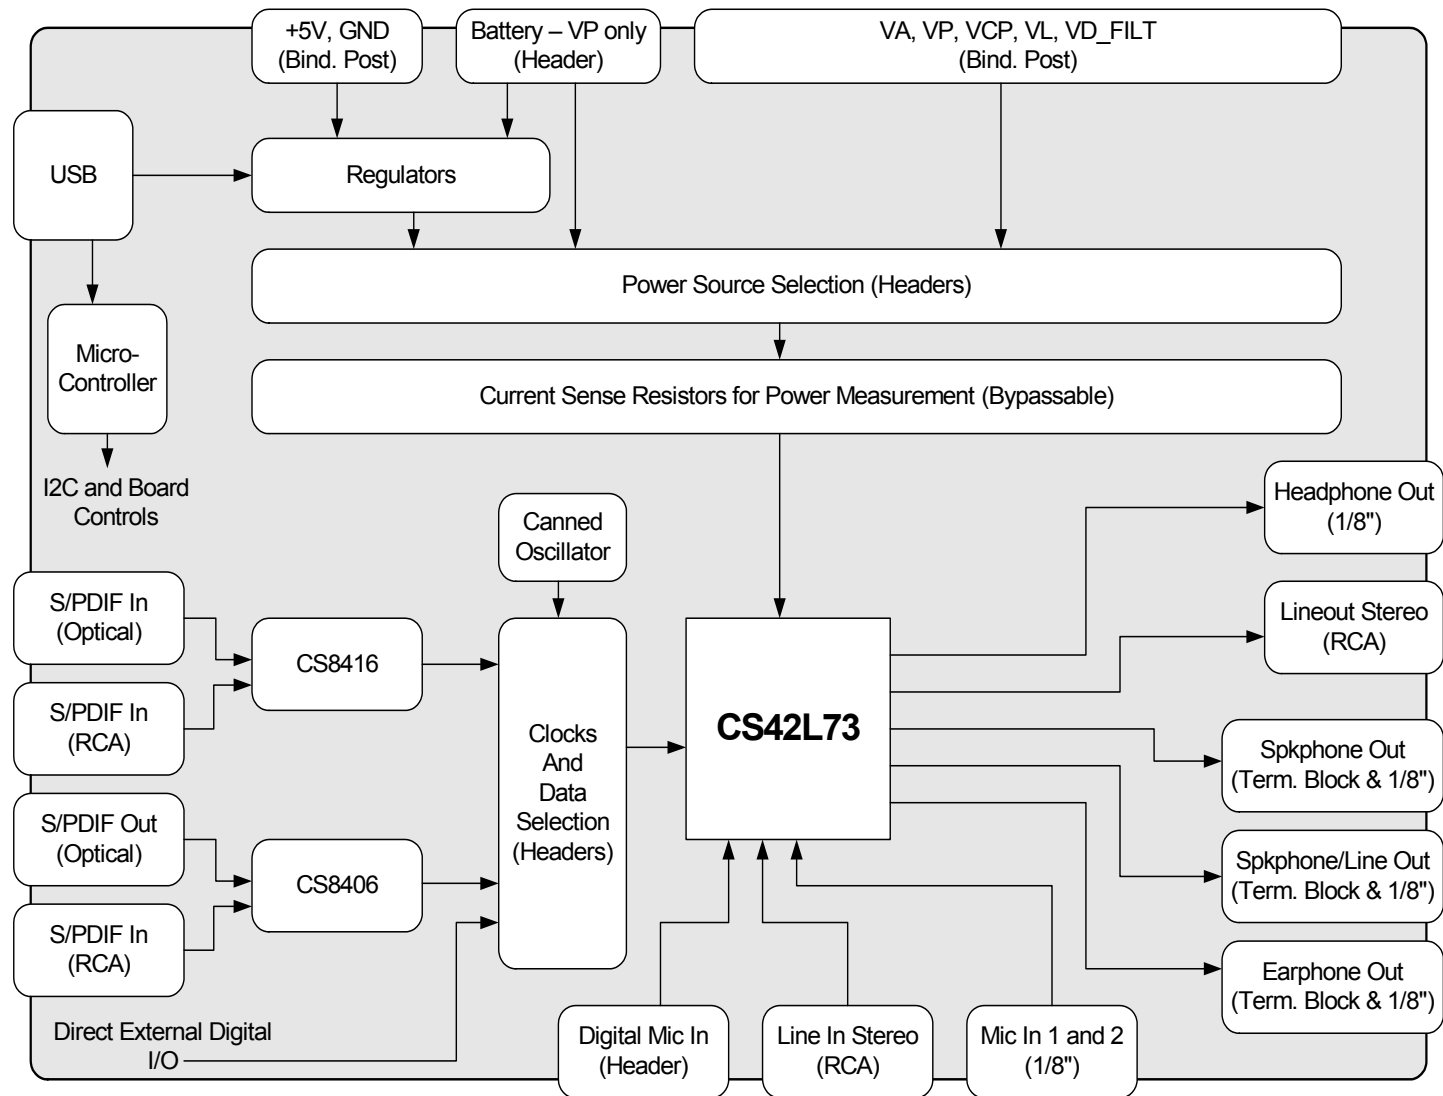 +5V, GND
(Bind. Post)
Battery – VP only
(Header)
VA, VP, VCP, VL, VD_FILT
(Bind. Post)
USB
Regulators
Power Source Selection (Headers)
Micro-
Controller
Current Sense Resistors for Power Measurement (Bypassable)
I2C and Board
Controls
Canned
Oscillator
Headphone Out
(1/8")
S/PDIF In
(Optical)
CS8416
Lineout Stereo
(RCA)
S/PDIF In
(RCA)
Clocks
And
Data
Selection
(Headers)
CS42L73
Spkphone Out
(Term. Block & 1/8")
S/PDIF Out
(Optical)
CS8406
Spkphone/Line Out
(Term. Block & 1/8")
S/PDIF In
(RCA)
Earphone Out
(Term. Block & 1/8")
Direct External Digital
I/O
Digital Mic In
(Header)
Line In Stereo
(RCA)
Mic In 1 and 2
(1/8")